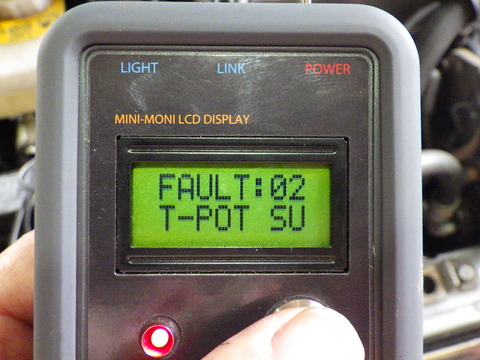 LIGHT LINK POWER
MINI-MONI LCD DISPLAY
FAULT:02
T-POT SU